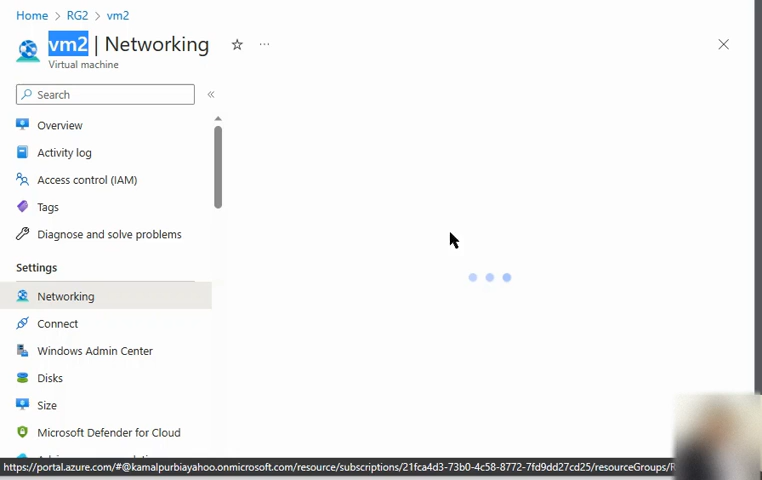 Home > RG2 > vm2
vm2 | Networking
Virtual machine
Search
Overview
Activity log
Access control (IAM)
Tags
Diagnose and solve problems
Settings
Networking
Connect
Windows Admin Center
Disks
Size
Microsoft Defender for Cloud
https://portal.azure.com/#@kamalpurbiayahoo.onmicrosoft.com/resource/subscriptions/21fca4d3-73b0-4c58-8772-7fd9dd27cd25/resourceGroups/R